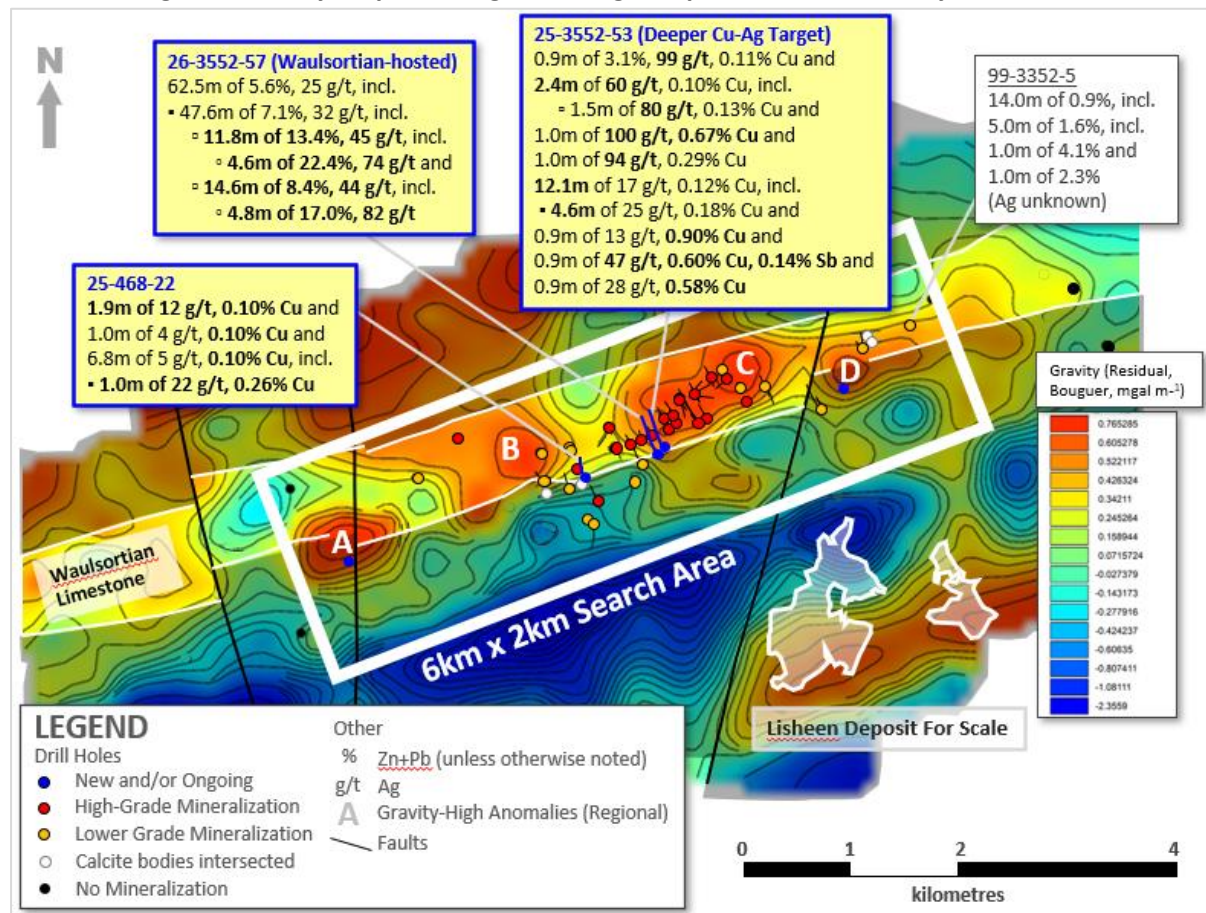 26-3552-57 (Waulsortian-hosted)
62.5m of 5.6%, 25 g/t, incl.
▪ 47.6m of 7.1%, 32 g/t, incl.
▫ 11.8m of 13.4%, 45 g/t, incl.
▫ 4.6m of 22.4%, 74 g/t and
▫ 14.6m of 8.4%, 44 g/t, incl.
▫ 4.8m of 17.0%, 82 g/t
25-3552-53 (Deeper Cu-Ag Target)
0.9m of 3.1%, 99 g/t, 0.11% Cu and
2.4m of 60 g/t, 0.10% Cu, incl.
▫ 1.5m of 80 g/t, 0.13% Cu and
1.0m of 100 g/t, 0.67% Cu and
1.0m of 94 g/t, 0.29% Cu
12.1m of 17 g/t, 0.12% Cu, incl.
▪ 4.6m of 25 g/t, 0.18% Cu and
0.9m of 13 g/t, 0.90% Cu and
0.9m of 47 g/t, 0.60% Cu, 0.14% Sb and
0.9m of 28 g/t, 0.58% Cu
99-3352-5
14.0m of 0.9%, incl.
5.0m of 1.6%, incl.
1.0m of 4.1% and
1.0m of 2.3%
(Ag unknown)
N
25-468-22
1.9m of 12 g/t, 0.10% Cu and
1.0m of 4 g/t, 0.10% Cu and
6.8m of 5 g/t, 0.10% Cu, incl.
▪ 1.0m of 22 g/t, 0.26% Cu
A
B
C
D
Waulsortian
Limestone
6km x 2km Search Area
Lisheen Deposit For Scale
Gravity (Residual,
Bouguer, mgal m-1)
0.765285
0.605278
0.522117
0.426324
0.34211
0.245264
0.158944
0.0715724
-0.027379
-0.143173
-0.277916
-0.424237
-0.60635
-0.807411
-1.08111
-2.3559
LEGEND
Drill Holes
New and/or Ongoing
High-Grade Mineralization
Lower Grade Mineralization
Calcite bodies intersected
No Mineralization
Other
% Zn+Pb (unless otherwise noted)
g/t Ag
A Gravity-High Anomalies (Regional)
Faults
0 1 2 4
kilometres